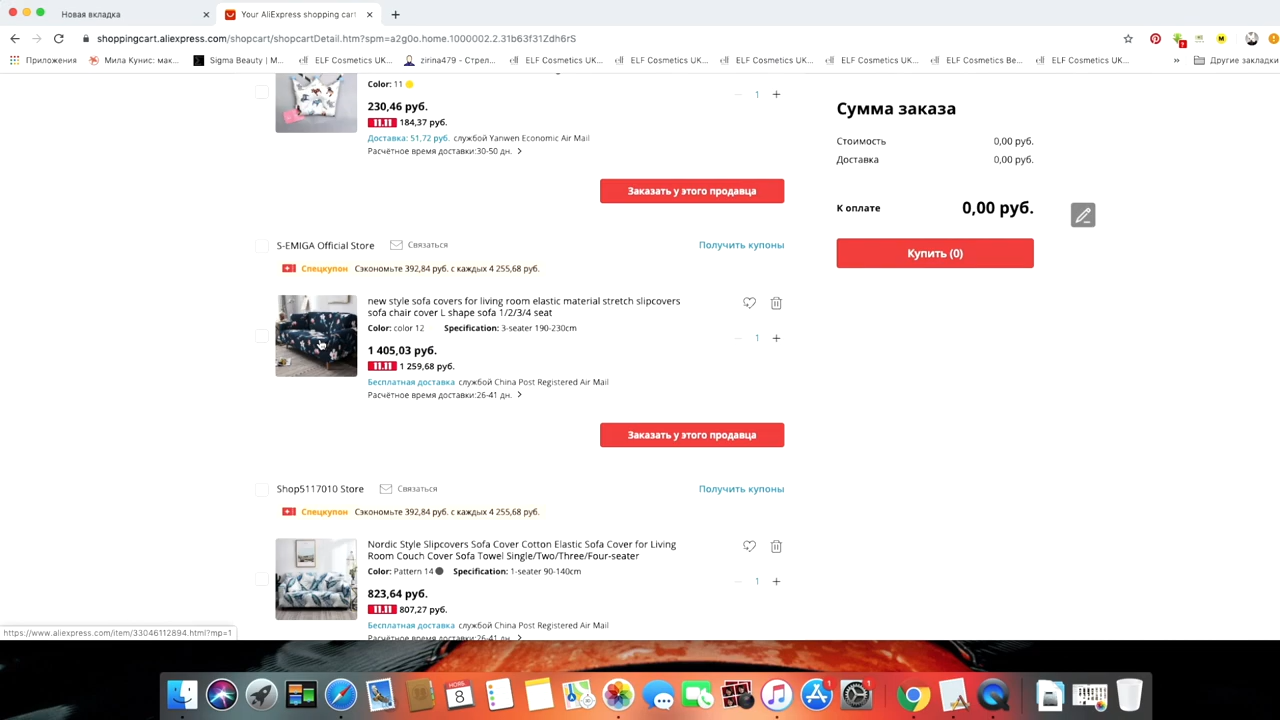 Новая вкладка
Your AliExpress shopping cart
shoppingcart.aliexpress.com/shopcart/shopcartDetail.htm?spm=a2g0o.home.1000002.2.31b63f31Zdh6rS
Приложения
Мила Кунис: мак...
Sigma Beauty | M...
ELF Cosmetics UK...
zirina479 – Стрел...
ELF Cosmetics UK...
ELF Cosmetics UK...
ELF Cosmetics UK...
ELF Cosmetics Be...
ELF Cosmetics UK...
»
Другие закладки
Color: 11
1
230,46 руб.
11.11 184,37 руб.
Доставка: 51,72 руб. службой Yanwen Economic Air Mail
Расчётное время доставки:30-50 дн.
Заказать у этого продавца
Сумма заказа
Стоимость 0,00 руб.
Доставка 0,00 руб.
К оплате 0,00 руб.
Купить (0)
S-EMIGA Official Store Связаться Получить купоны
Спецкупон Сэкономьте 392,84 руб. с каждых 4 255,68 руб.
new style sofa covers for living room elastic material stretch slipcovers
sofa chair cover L shape sofa 1/2/3/4 seat
Color: color 12 Specification: 3-seater 190-230cm
1
1 405,03 руб.
11.11 1 259,68 руб.
Бесплатная доставка службой China Post Registered Air Mail
Расчётное время доставки:26-41 дн.
Заказать у этого продавца
Shop5117010 Store Связаться Получить купоны
Спецкупон Сэкономьте 392,84 руб. с каждых 4 255,68 руб.
Nordic Style Slipcovers Sofa Cover Cotton Elastic Sofa Cover for Living
Room Couch Cover Sofa Towel Single/Two/Three/Four-seater
Color: Pattern 14 Specification: 1-seater 90-140cm
1
823,64 руб.
11.11 807,27 руб.
Бесплатная доставка службой China Post Registered Air Mail
Расчётное время доставки:26-41 дн.
https://www.aliexpress.com/item/33046112894.html?mp=1
8
1
1